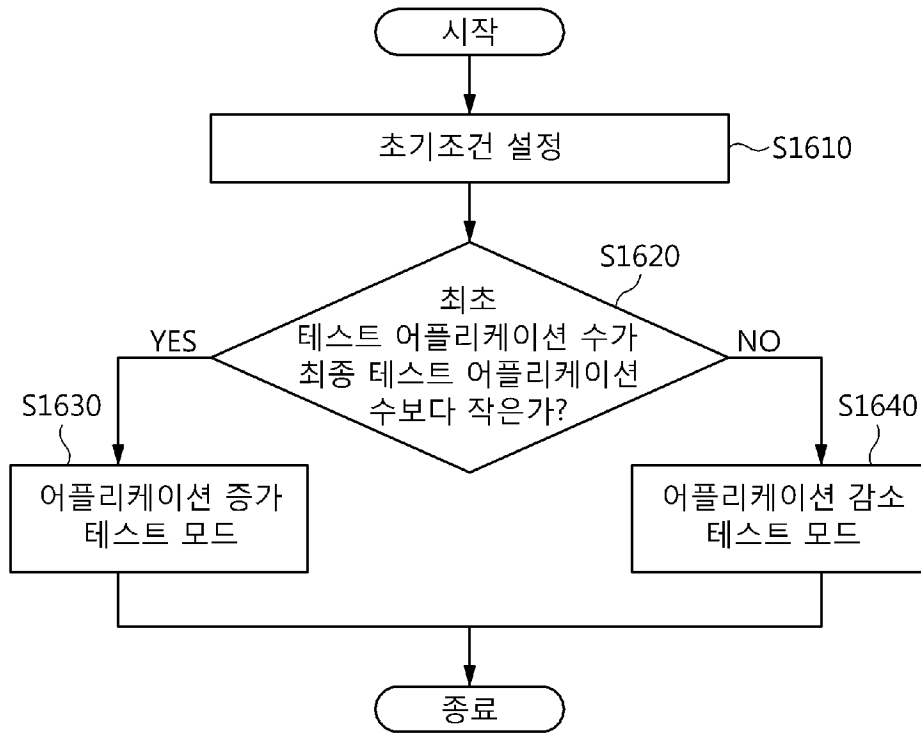 시작
초기조건 설정
S1610
S1620
최초
테스트 어플리케이션 수가
최종 테스트 어플리케이션
수보다 작은가?
YES
NO
S1630
S1640
어플리케이션 증가
테스트 모드
어플리케이션 감소
테스트 모드
종료